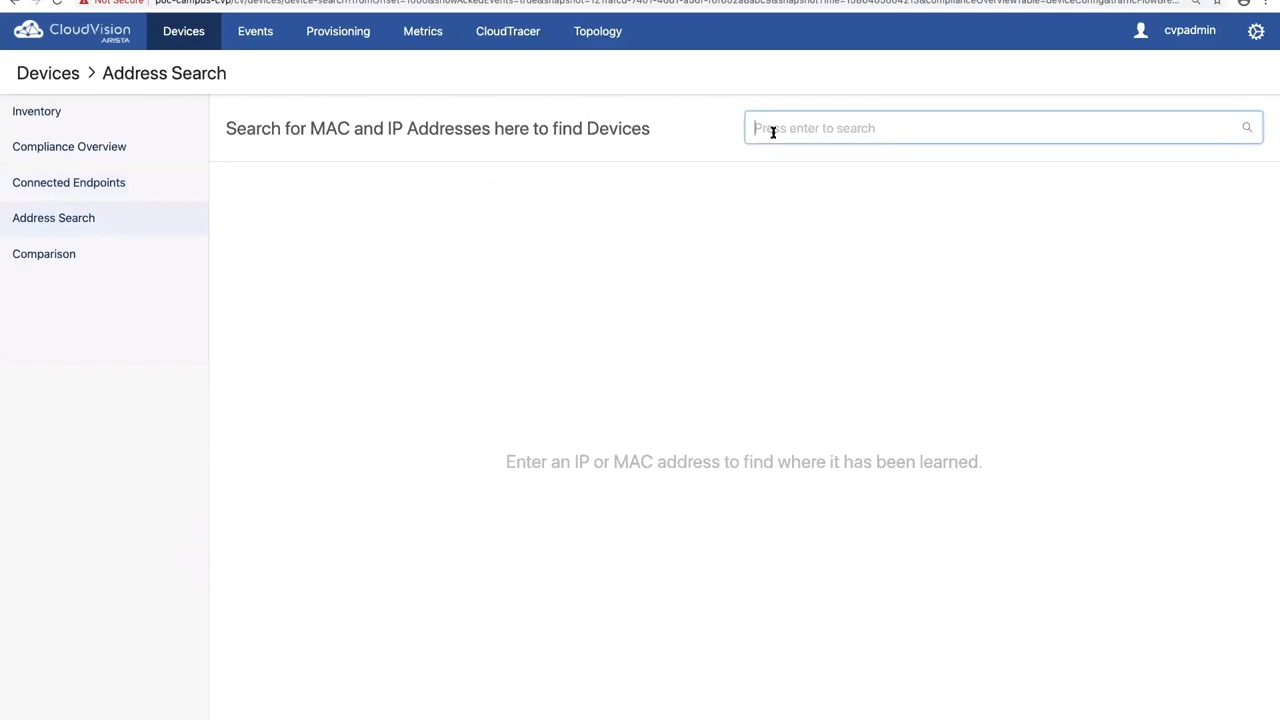 Not Secure
CloudVision
ARISTA
Devices
Events
Provisioning
Metrics
CloudTracer
Topology
cvpadmin
Devices > Address Search
Inventory
Compliance Overview
Connected Endpoints
Address Search
Comparison
Search for MAC and IP Addresses here to find Devices
Press enter to search
Enter an IP or MAC address to find where it has been learned.